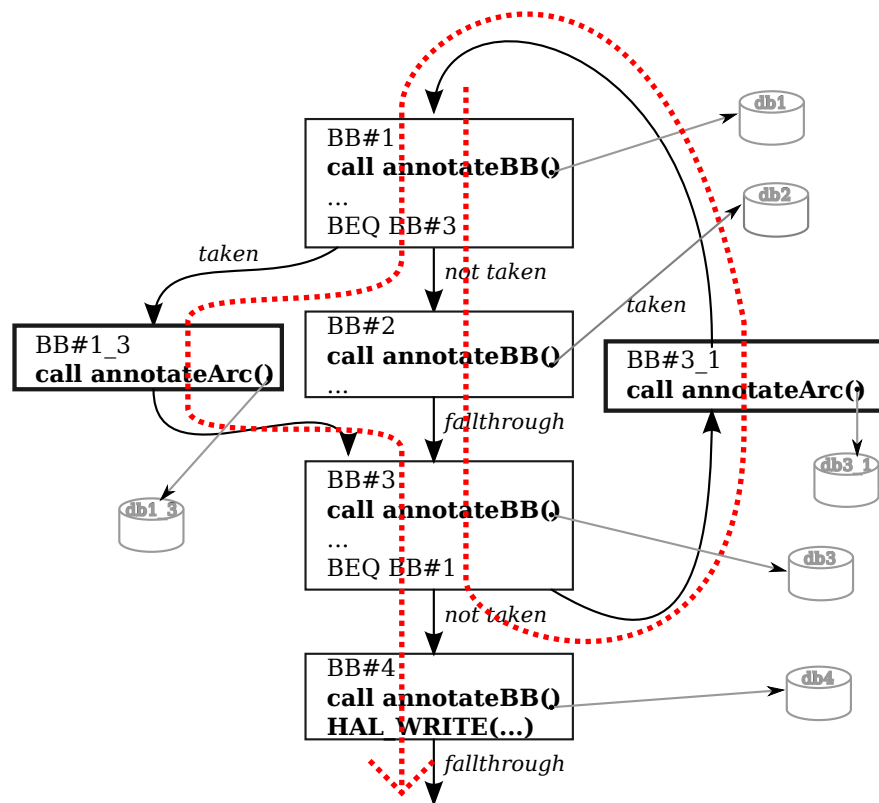 db1
BB#1
call annotateBB()
...
BEQ BB#3
db2
taken
not taken
taken
BB#2
call annotateBB()
...
BB#1_3
call annotateArc()
BB#3_1
call annotateArc()
fallthrough
db3_1
BB#3
call annotateBB()
...
BEQ BB#1
db1_3
db3
not taken
BB#4
call annotateBB()
HAL_WRITE(...)
db4
fallthrough